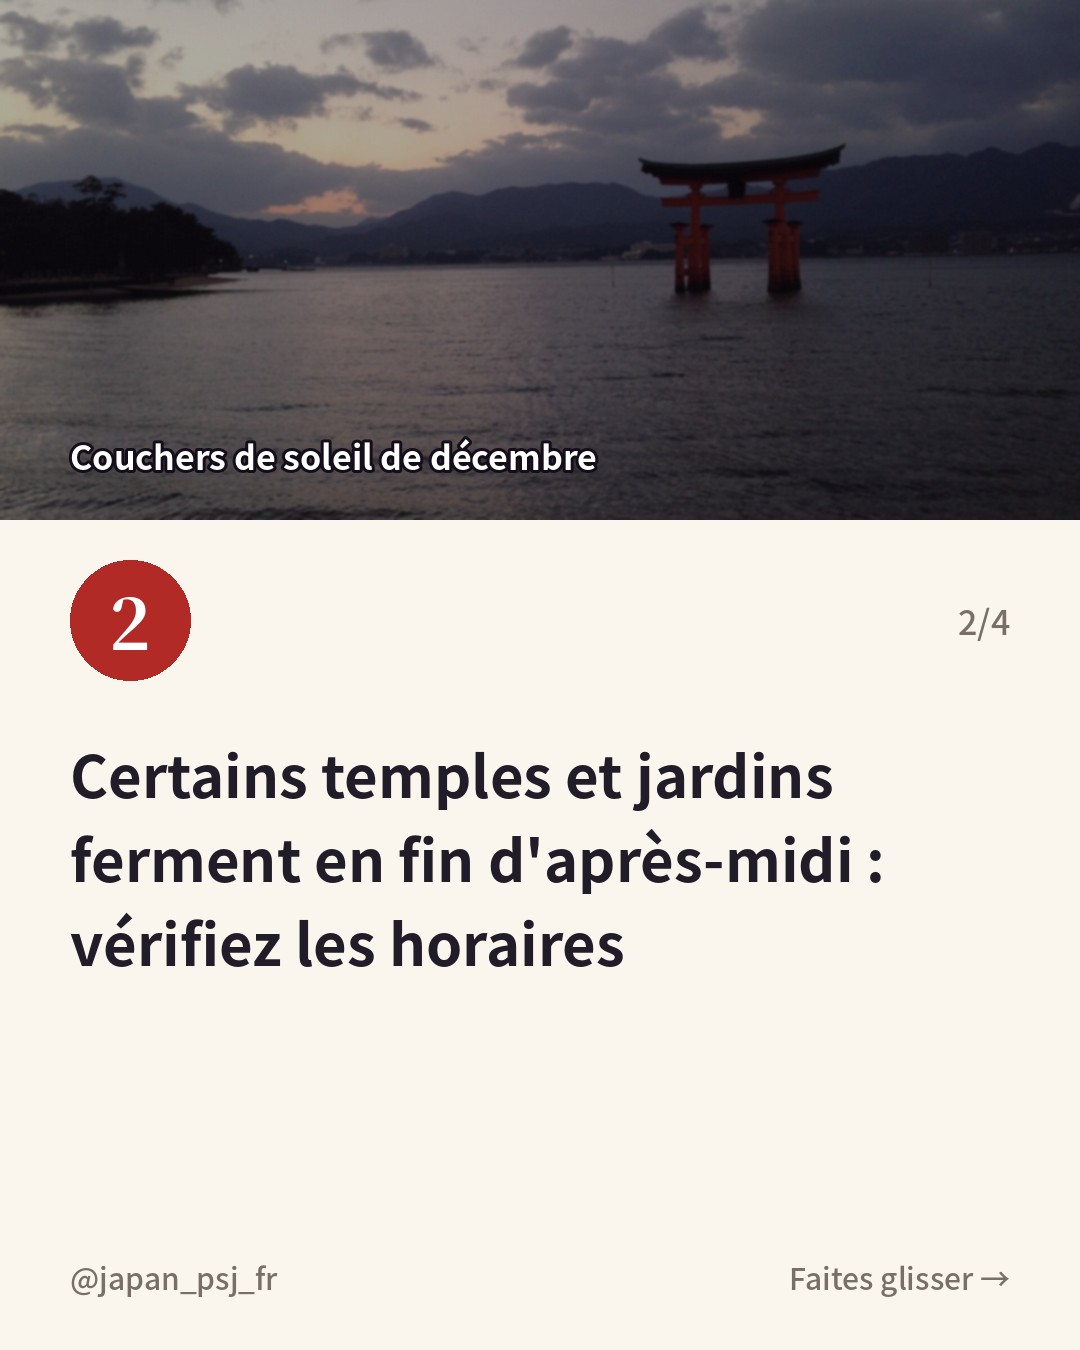 Couchers de soleil de décembre
2
2/4
Certains temples et jardins
ferment en fin d'après-midi :
vérifiez les horaires
@japan_psj_fr
Faites glisser →